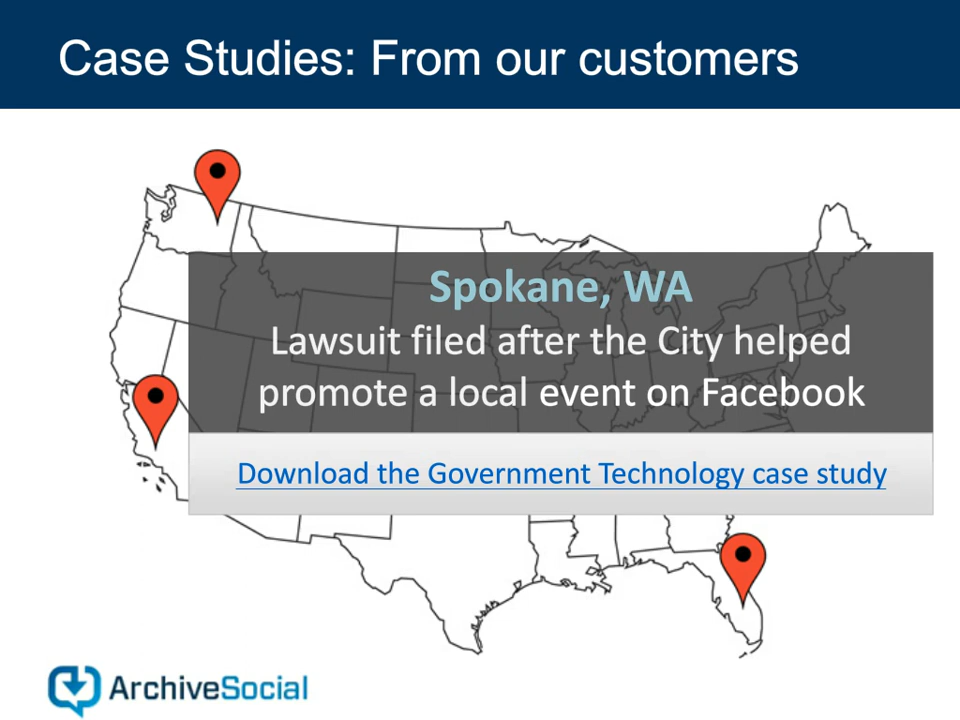 Case Studies: From our customers
Spokane, WA
Lawsuit filed after the City helped
promote a local event on Facebook
Download the Government Technology case study
ArchiveSocial